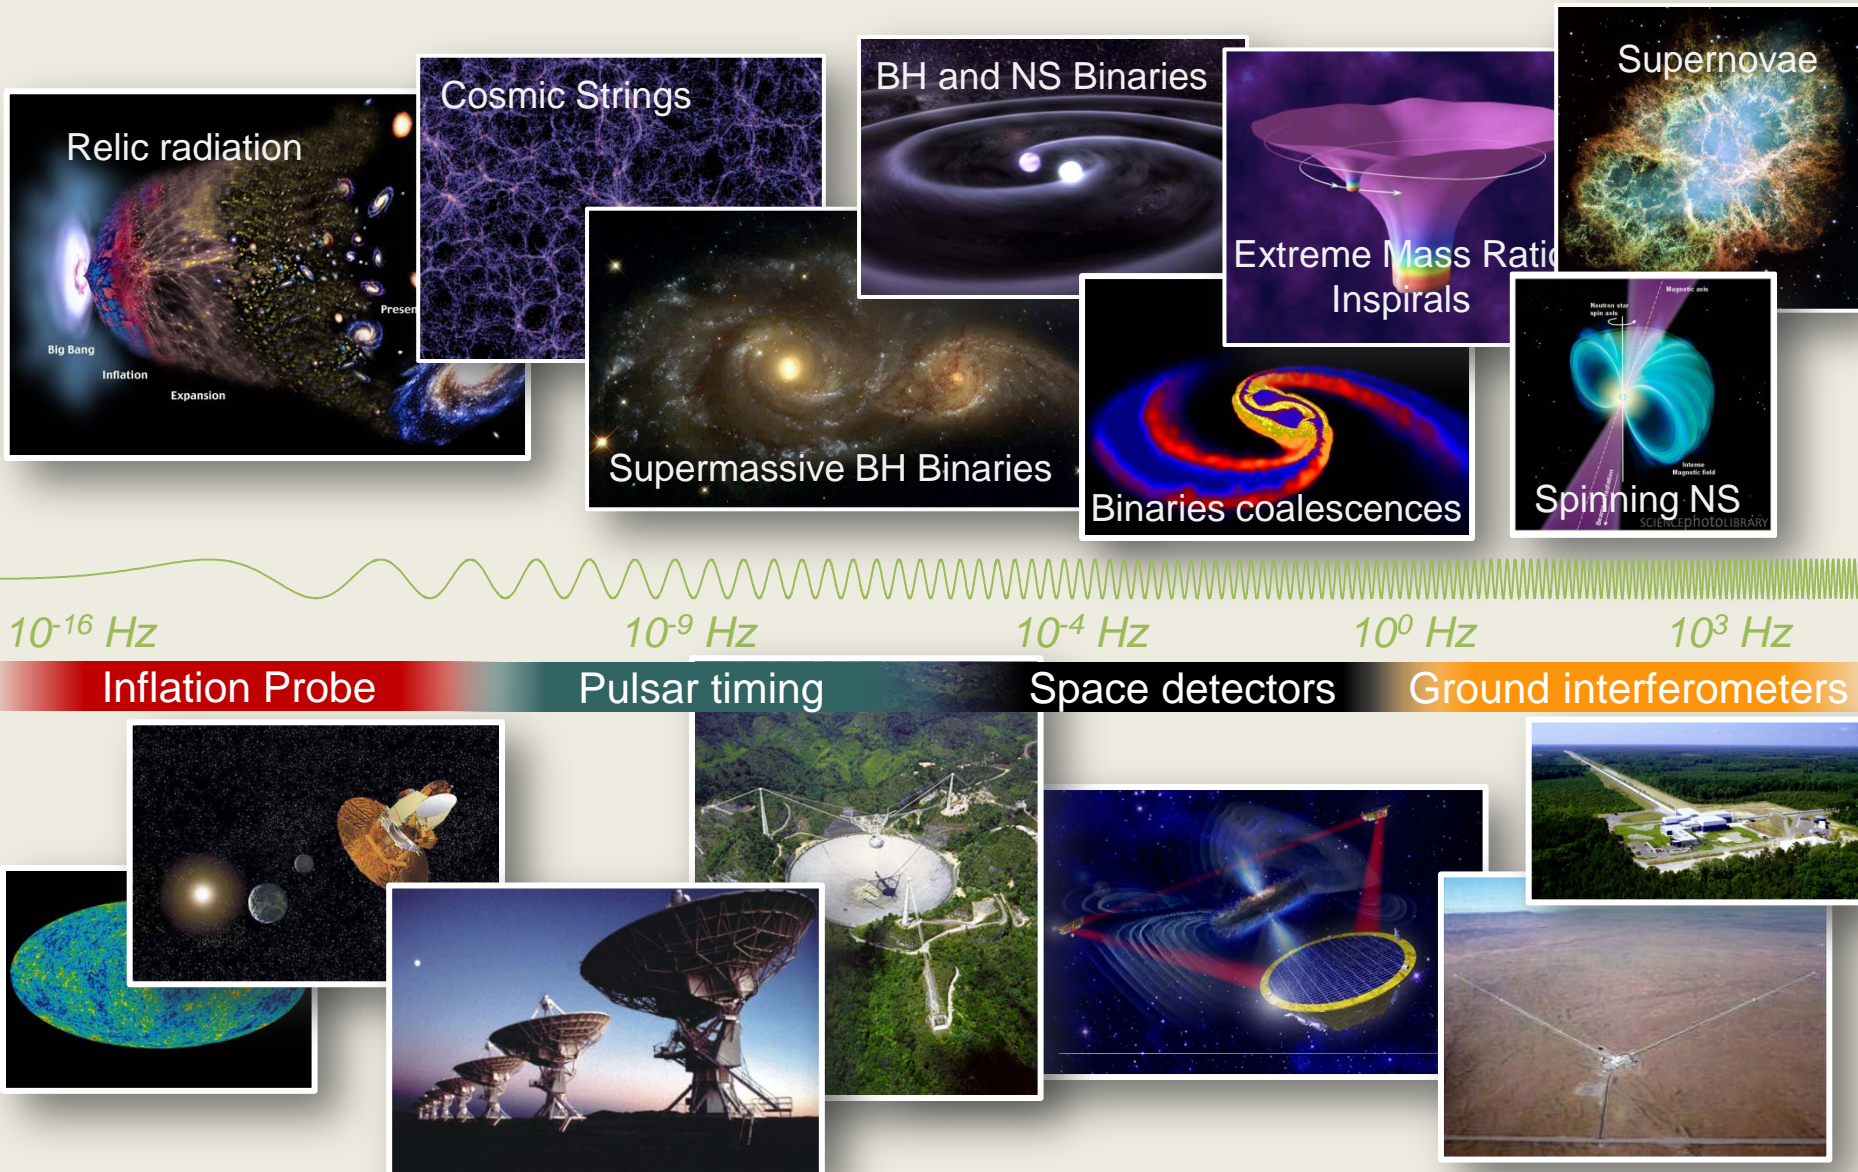 Relic radiation
Big Bang
Inflation
Expansion
Cosmic Strings
Supermassive BH Binaries
BH and NS Binaries
Binaries coalescences
Extreme Mass
Inspirals
Supernovae
Magnetic axis
Neutron star
spin axis
Intense
Magnetic field
Spinning NS
SCIENCEphotoLIBRARY
10⁻¹⁶ Hz
10⁻⁹ Hz
10⁻⁴ Hz
10⁰ Hz
10³ Hz
Inflation Probe
Pulsar timing
Space detectors
Ground interferometers